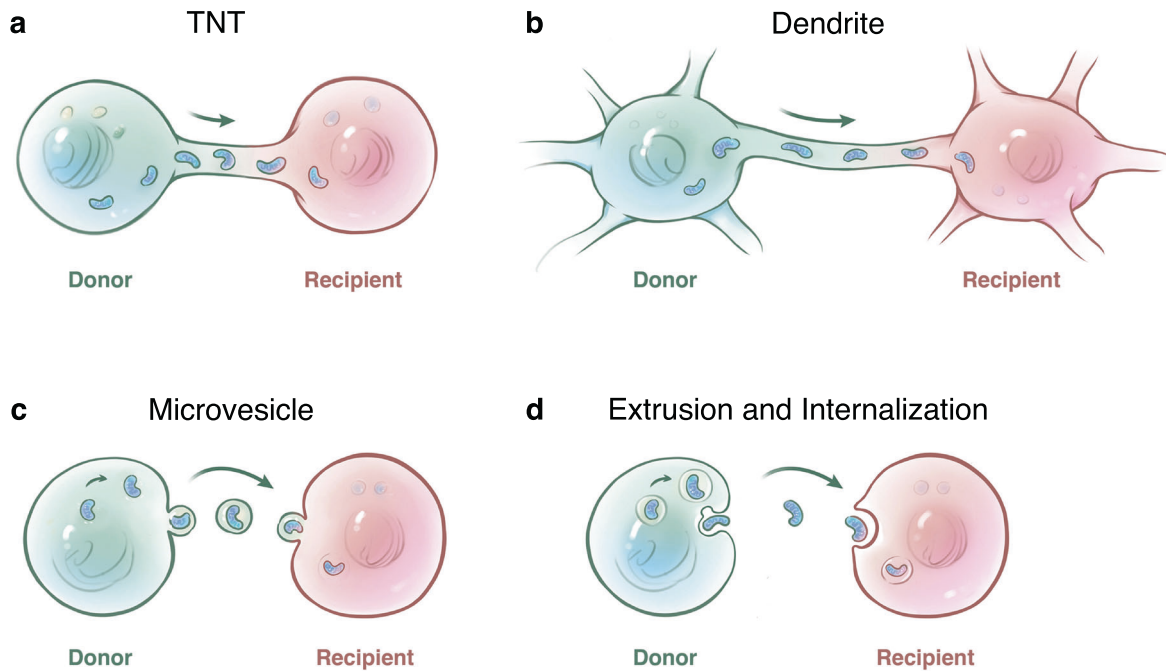 a TNT
b Dendrite
Donor Recipient
Donor Recipient
c Microvesicle
d Extrusion and Internalization
Donor Recipient
Donor Recipient